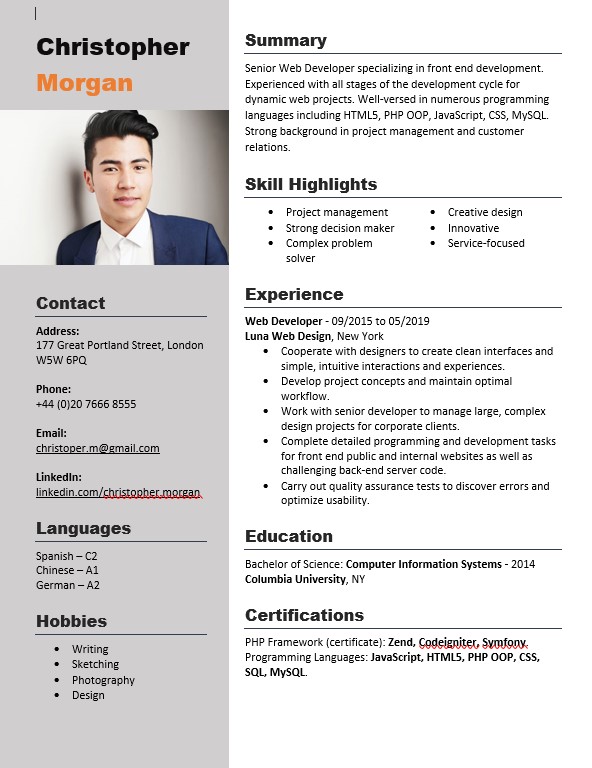 Christopher
Morgan
Contact
Address:
177 Great Portland Street, London
W5W 6PQ
Phone:
+44 (0)20 7666 8555
Email:
christoper.m@gmail.com
LinkedIn:
linkedin.com/christopher.morgan
Languages
Spanish – C2
Chinese – A1
German – A2
Hobbies
• Writing
• Sketching
• Photography
• Design
Summary
Senior Web Developer specializing in front end development.
Experienced with all stages of the development cycle for
dynamic web projects. Well-versed in numerous programming
languages including HTML5, PHP OOP, JavaScript, CSS, MySQL.
Strong background in project management and customer
relations.
Skill Highlights
• Project management
• Strong decision maker
• Complex problem
solver
• Creative design
• Innovative
• Service-focused
Experience
Web Developer - 09/2015 to 05/2019
Luna Web Design, New York
• Cooperate with designers to create clean interfaces and
simple, intuitive interactions and experiences.
• Develop project concepts and maintain optimal
workflow.
• Work with senior developer to manage large, complex
design projects for corporate clients.
• Complete detailed programming and development tasks
for front end public and internal websites as well as
challenging back-end server code.
• Carry out quality assurance tests to discover errors and
optimize usability.
Education
Bachelor of Science: Computer Information Systems - 2014
Columbia University, NY
Certifications
PHP Framework (certificate): Zend, Codeigniter, Symfony.
Programming Languages: JavaScript, HTML5, PHP OOP, CSS,
SQL, MySQL.